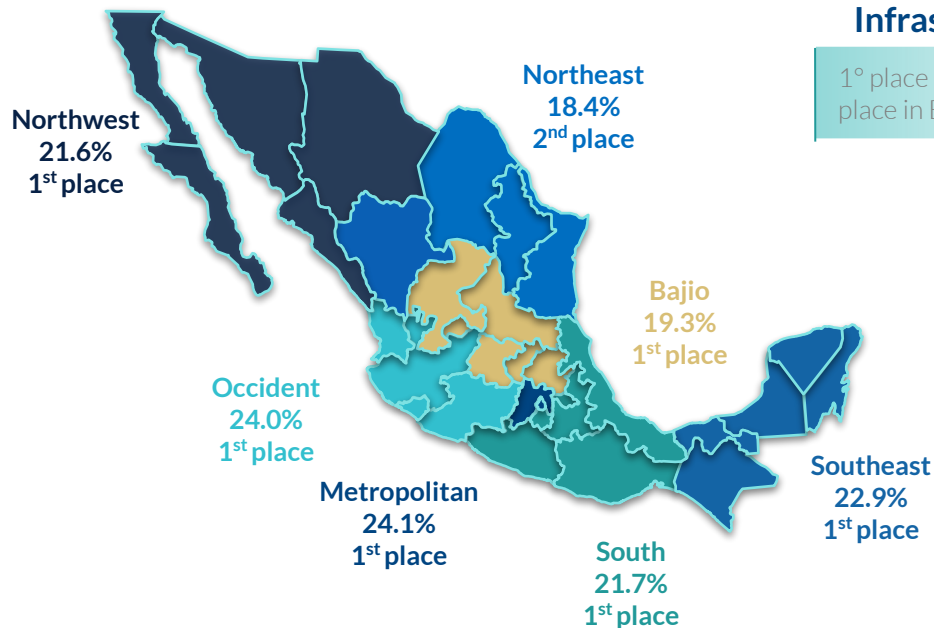 Infras
1° place
place in
Northeast
18.4%
2nd place
Northwest
21.6%
1st place
Bajio
19.3%
1st place
Occident
24.0%
1st place
Southeast
22.9%
1st place
Metropolitan
24.1%
1st place
South
21.7%
1st place